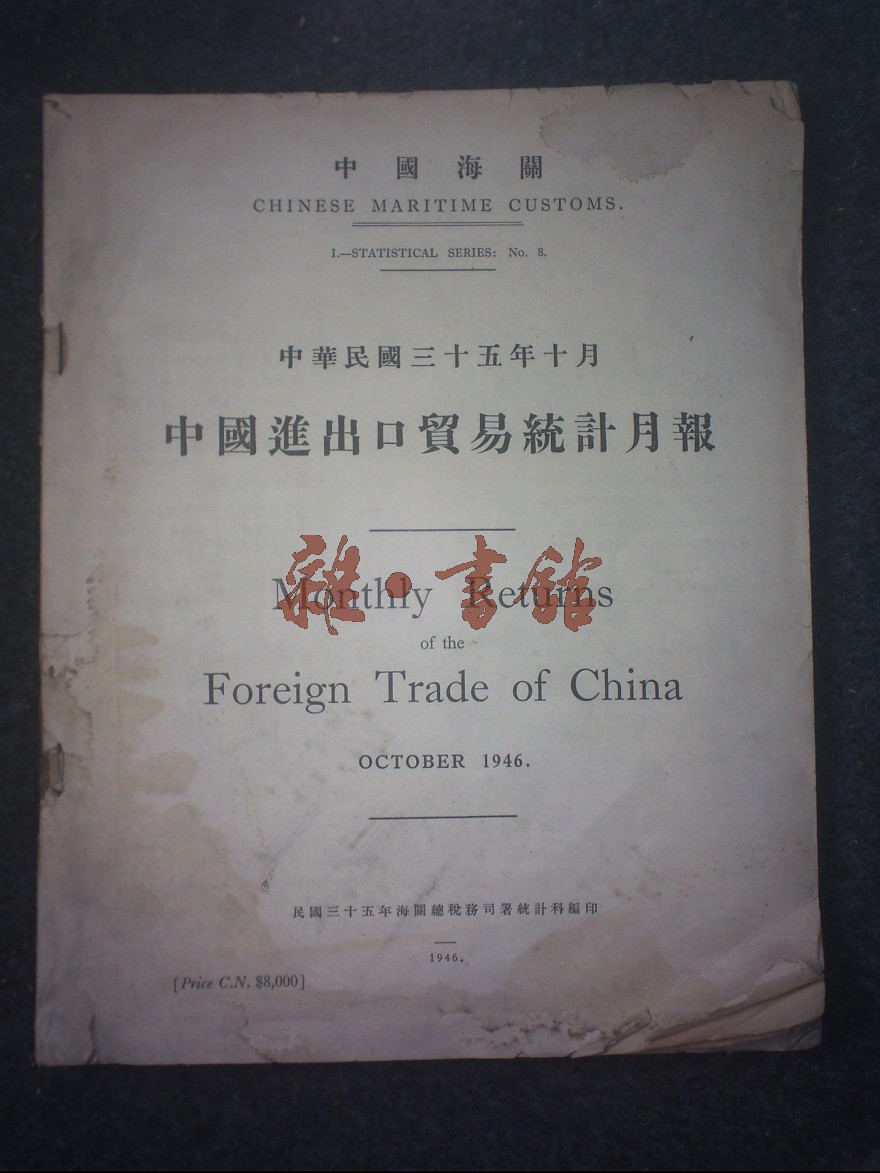 中國海關
CHINESE MARITIME CUSTOMS.
I.—STATISTICAL SERIES: No. 8.
中華民國三十五年十月
中國進出口貿易統計月報
Monthly Returns
雜·書館
of the
Foreign Trade of China
OCTOBER 1946.
民國三十五年海關總稅務司署統計科編印
1946.
[Price C.N. $8,000]